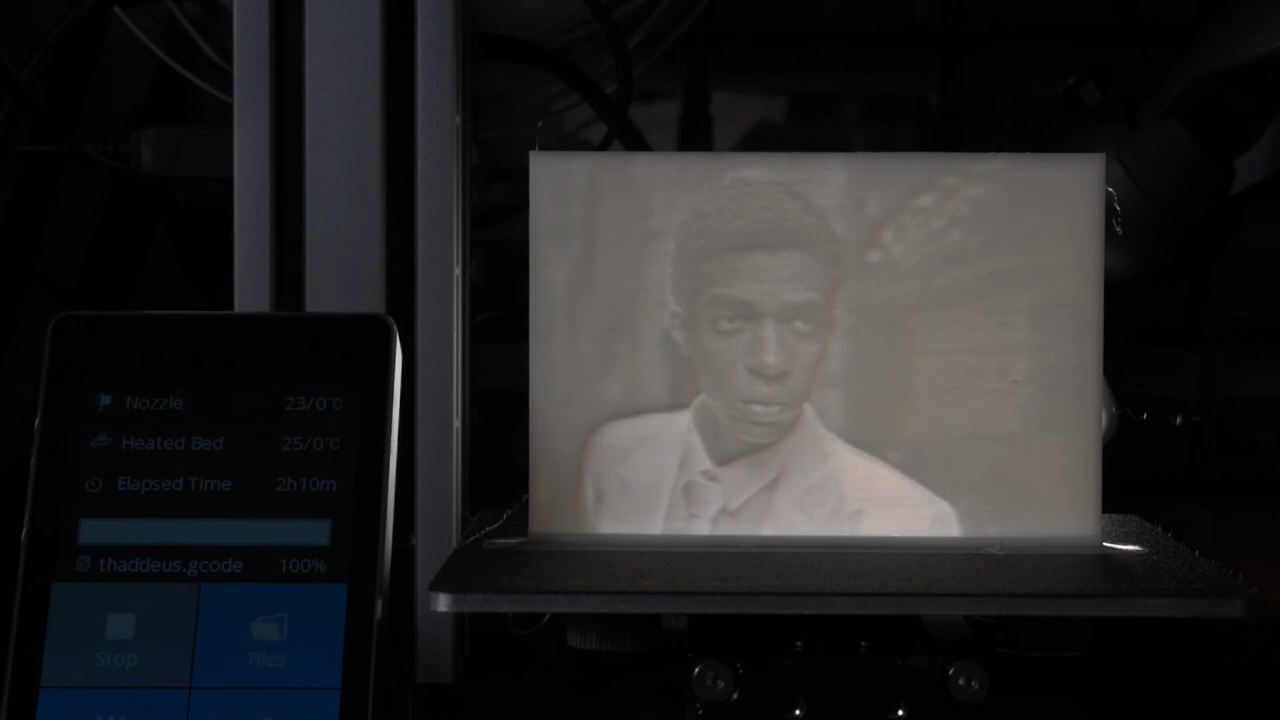 Nozzle 23/0°C
Heated Bed 25/0°C
Elapsed Time 2h10m
thaddeus.gcode 100%
Stop Files